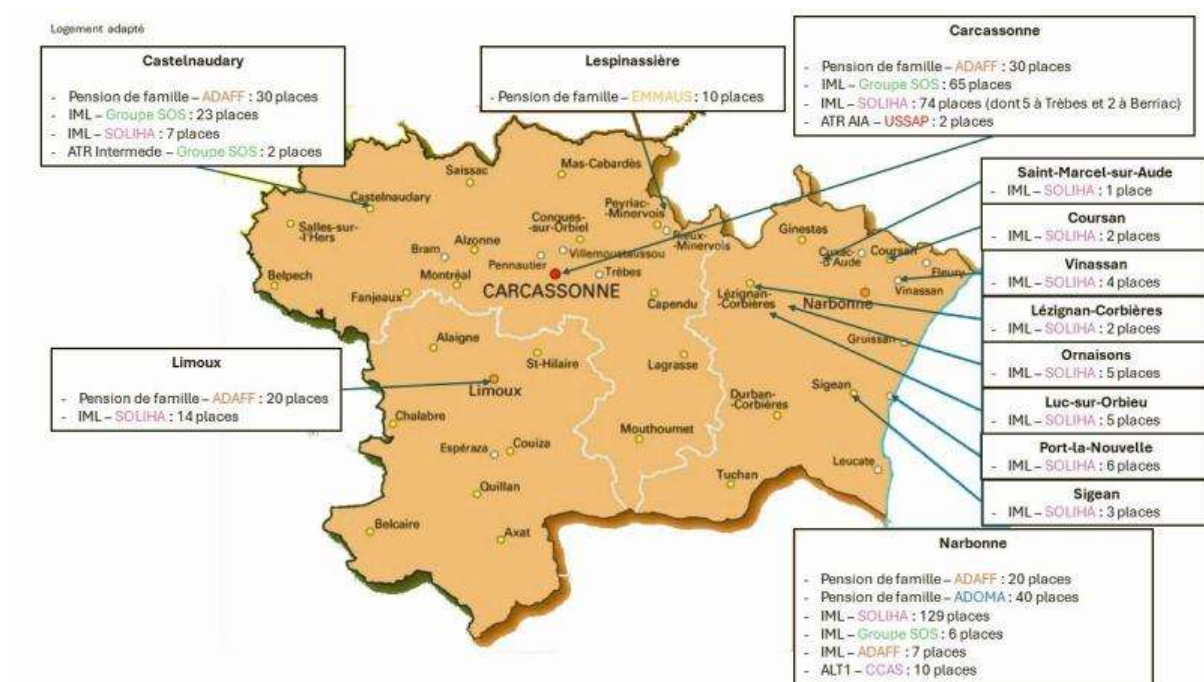 Logement adapté
Castelnaudary
- Pension de famille – ADAFF : 30 places
- IML – Groupe SOS : 23 places
- IML – SOLIHA : 7 places
- ATR Intermede – Groupe SOS : 2 places
Lespinassière
- Pension de famille – EMMAUS : 10 places
Carcassonne
- Pension de famille – ADAFF : 30 places
- IML – Groupe SOS : 65 places
- IML – SOLIHA : 74 places (dont 5 à Trèbes et 2 à Berriac)
- ATR AIA – USSAP : 2 places
Saint-Marcel-sur-Aude
- IML – SOLIHA : 1 place
Coursan
- IML – SOLIHA : 2 places
Vinassan
- IML – SOLIHA : 4 places
Lézignan-Corbières
- IML – SOLIHA : 2 places
Ornaisons
- IML – SOLIHA : 5 places
Luc-sur-Orbieu
- IML – SOLIHA : 5 places
Port-la-Nouvelle
- IML – SOLIHA : 6 places
Sigean
- IML – SOLIHA : 3 places
Narbonne
- Pension de famille – ADAFF : 20 places
- Pension de famille – ADOMA : 40 places
- IML – SOLIHA : 129 places
- IML – Groupe SOS : 6 places
- IML – ADAFF : 7 places
- ALT1 – CCAS : 10 places
Limoux
- Pension de famille – ADAFF : 20 places
- IML – SOLIHA : 14 places
Saissac
Mas-Cabardès
Castelnaudary
Peyriac-
-Minervois
Salles-sur-
-l'Hers
Conques-
-sur-Orbiel
Rieux-
-Minervois
Ginestas
Bram
Alzonne
Villemoustaussou
Cuxac-
-d'Aude
Coursan
Pennautier
Fleury
Belpech
Montréal
Trèbes
Vinassan
Fanjeaux
CARCASSONNE
Capendu
Lézignan-
-Corbières
Narbonne
Alaigne
Gruissan
St-Hilaire
Lagrasse
Limoux
Sigean
Durban-
-Corbières
Chalabre
Mouthoumet
Espéraza
Couiza
Leucate
Quillan
Tuchan
Belcaire
Axat